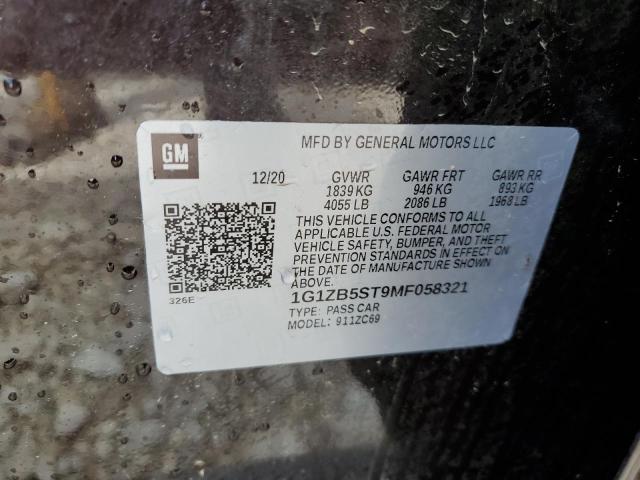 GM
MFD BY GENERAL MOTORS LLC
12/20 GVWR GAWR FRT GAWR RR
1839 KG 946 KG 893 KG
4055 LB 2086 LB 1968 LB
THIS VEHICLE CONFORMS TO ALL
APPLICABLE U.S. FEDERAL MOTOR
VEHICLE SAFETY, BUMPER, AND THEFT
PREVENTION STANDARDS IN EFFECT ON
THE DATE OF MANUFACTURE SHOWN
ABOVE.
326E
1G1ZB5ST9MF058321
TYPE: PASS CAR
MODEL: 911ZC69